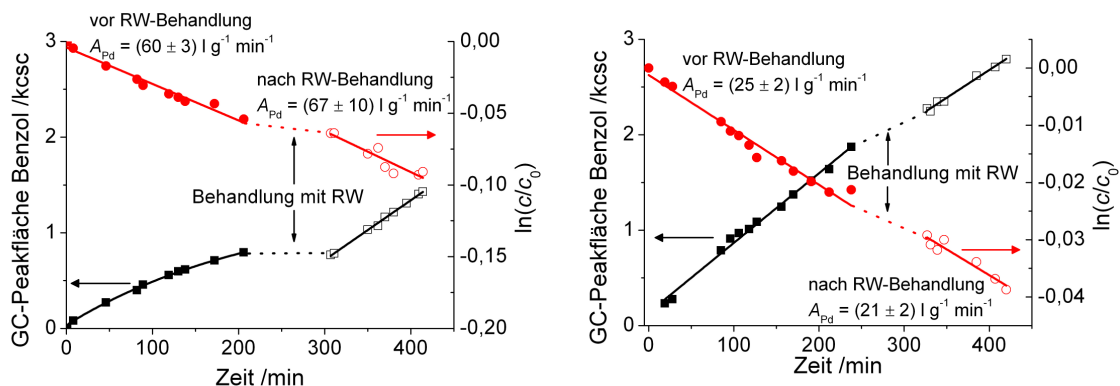 vor RW-Behandlung
A_Pd = (60 ± 3) l g⁻¹ min⁻¹
nach RW-Behandlung
A_Pd = (67 ± 10) l g⁻¹ min⁻¹
Behandlung mit RW
GC-Peakfläche Benzol /kcsc
3
2
1
0
0,00
-0,05
-0,10
-0,15
-0,20
ln(c/c₀)
0 100 200 300 400
Zeit /min
vor RW-Behandlung
A_Pd = (25 ± 2) l g⁻¹ min⁻¹
Behandlung mit RW
nach RW-Behandlung
A_Pd = (21 ± 2) l g⁻¹ min⁻¹
GC-Peakfläche Benzol /kcsc
3
2
1
0
0,00
-0,01
-0,02
-0,03
-0,04
ln(c/c₀)
0 100 200 300 400
Zeit /min